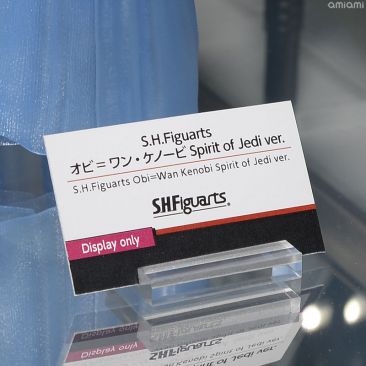 amiami
S.H.Figuarts
オビ＝ワン・ケノービ Spirit of Jedi ver.
S.H.Figuarts Obi=Wan Kenobi Spirit of Jedi ver.
S.H.Figuarts
Display only